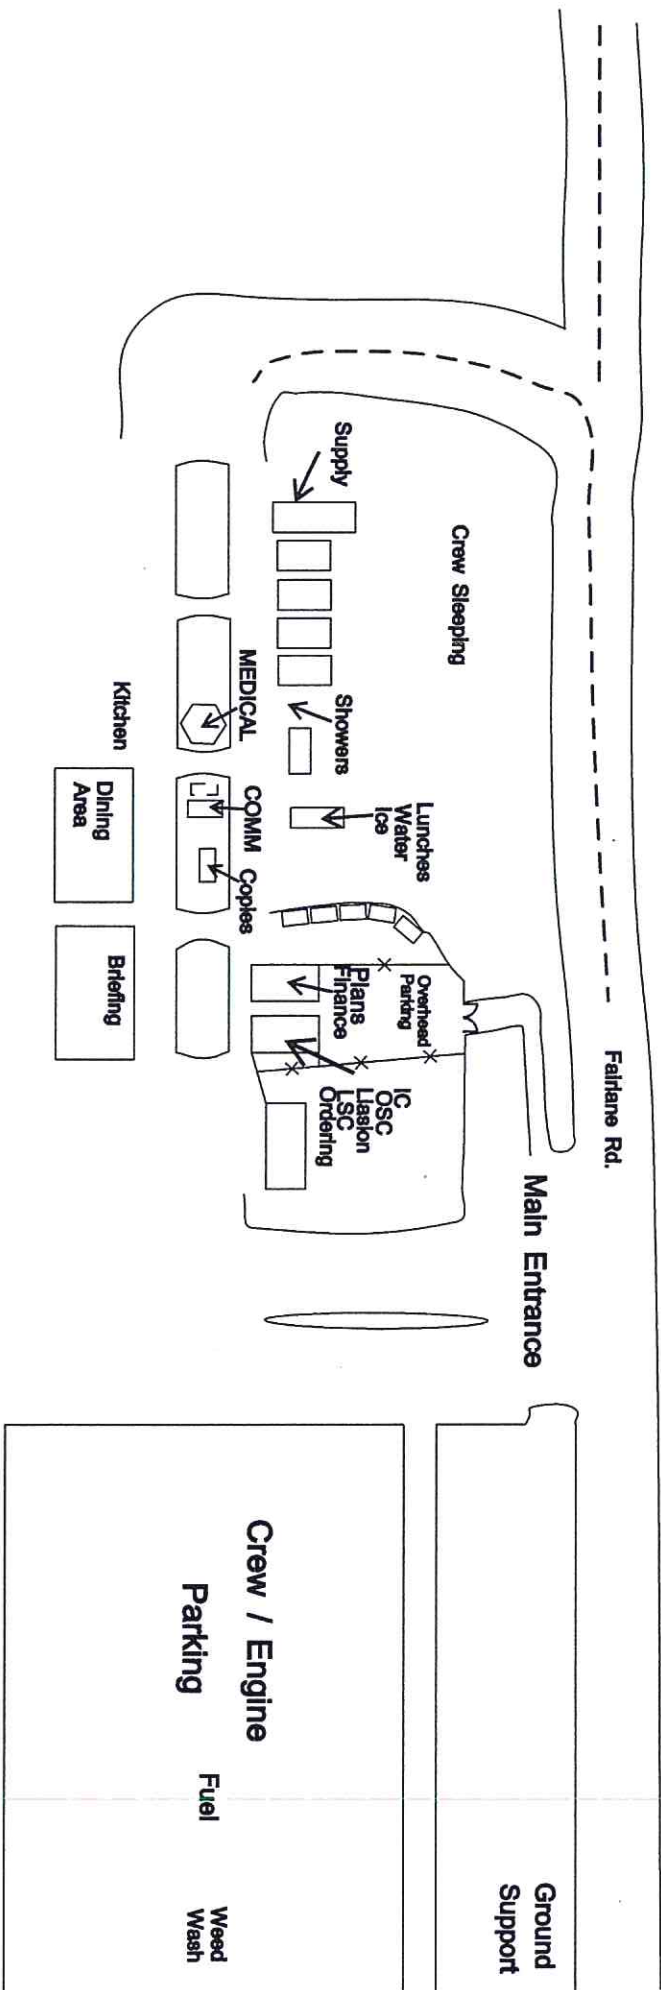 Fairlane Rd.
Main Entrance
Supply
Crew Sleeping
MEDICAL
Showers
Kitchen
Lunches
Water
Ice
Dining
Area
COMM
Copies
Overhead
Parking
Plans
Finance
Briefing
IC
OSC
Liasion
LSC
Ordering
Crew / Engine
Parking
Fuel
Weed
Wash
Ground
Support